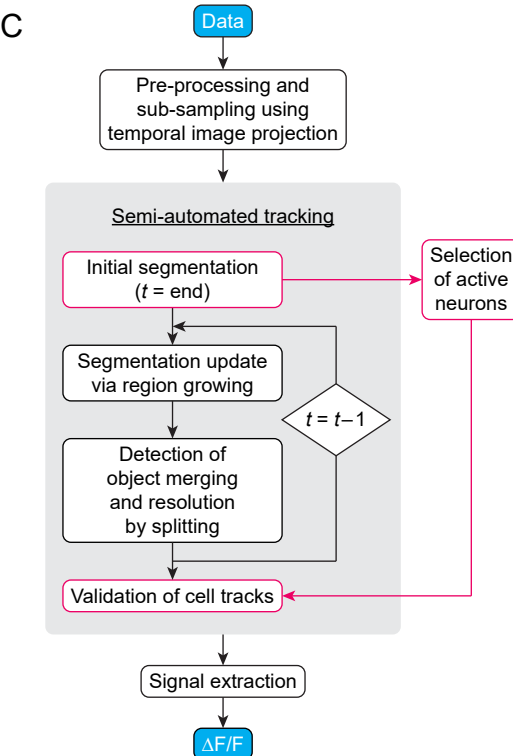 C
Data
Pre-processing and
sub-sampling using
temporal image projection
Semi-automated tracking
Initial segmentation
(t = end)
Selection
of active
neurons
Segmentation update
via region growing
t = t–1
Detection of
object merging
and resolution
by splitting
Validation of cell tracks
Signal extraction
ΔF/F